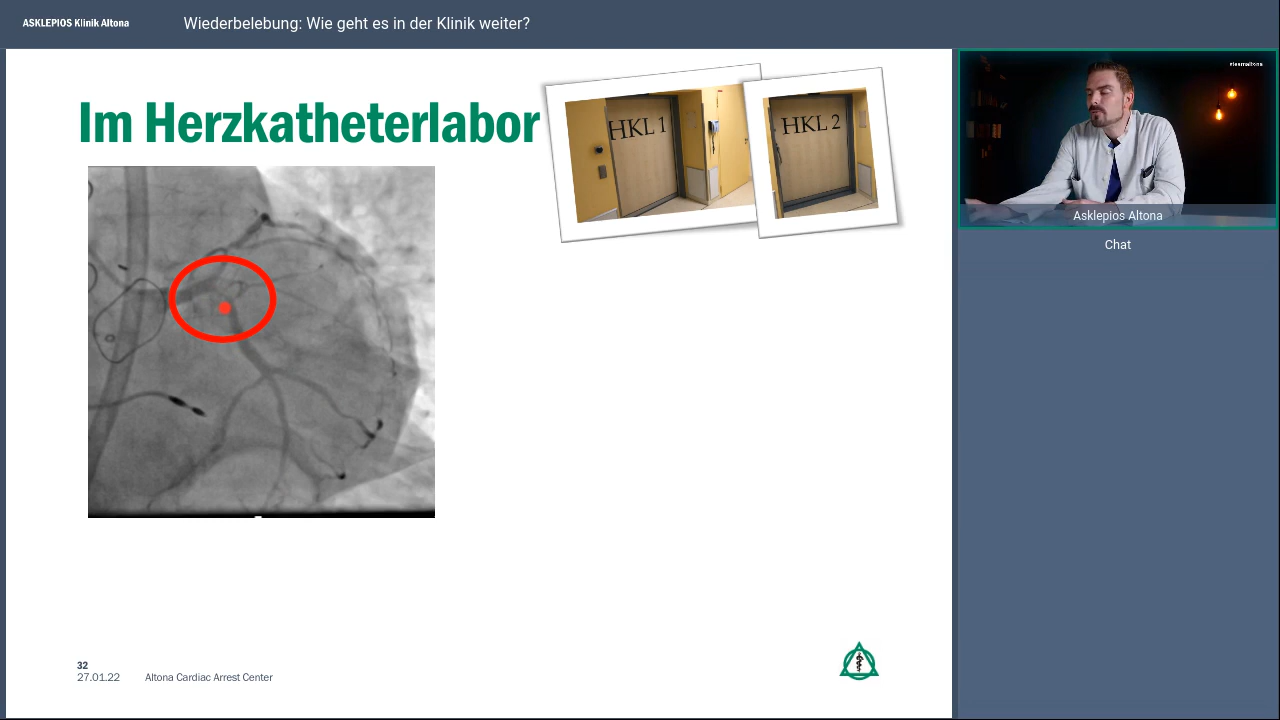 ASKLEPIOS Klinik Altona
Wiederbelebung: Wie geht es in der Klinik weiter?
Im Herzkatheterlabor
HKL 1
HKL 2
#teamaltona
Asklepios Altona
Chat
32
27.01.22 Altona Cardiac Arrest Center